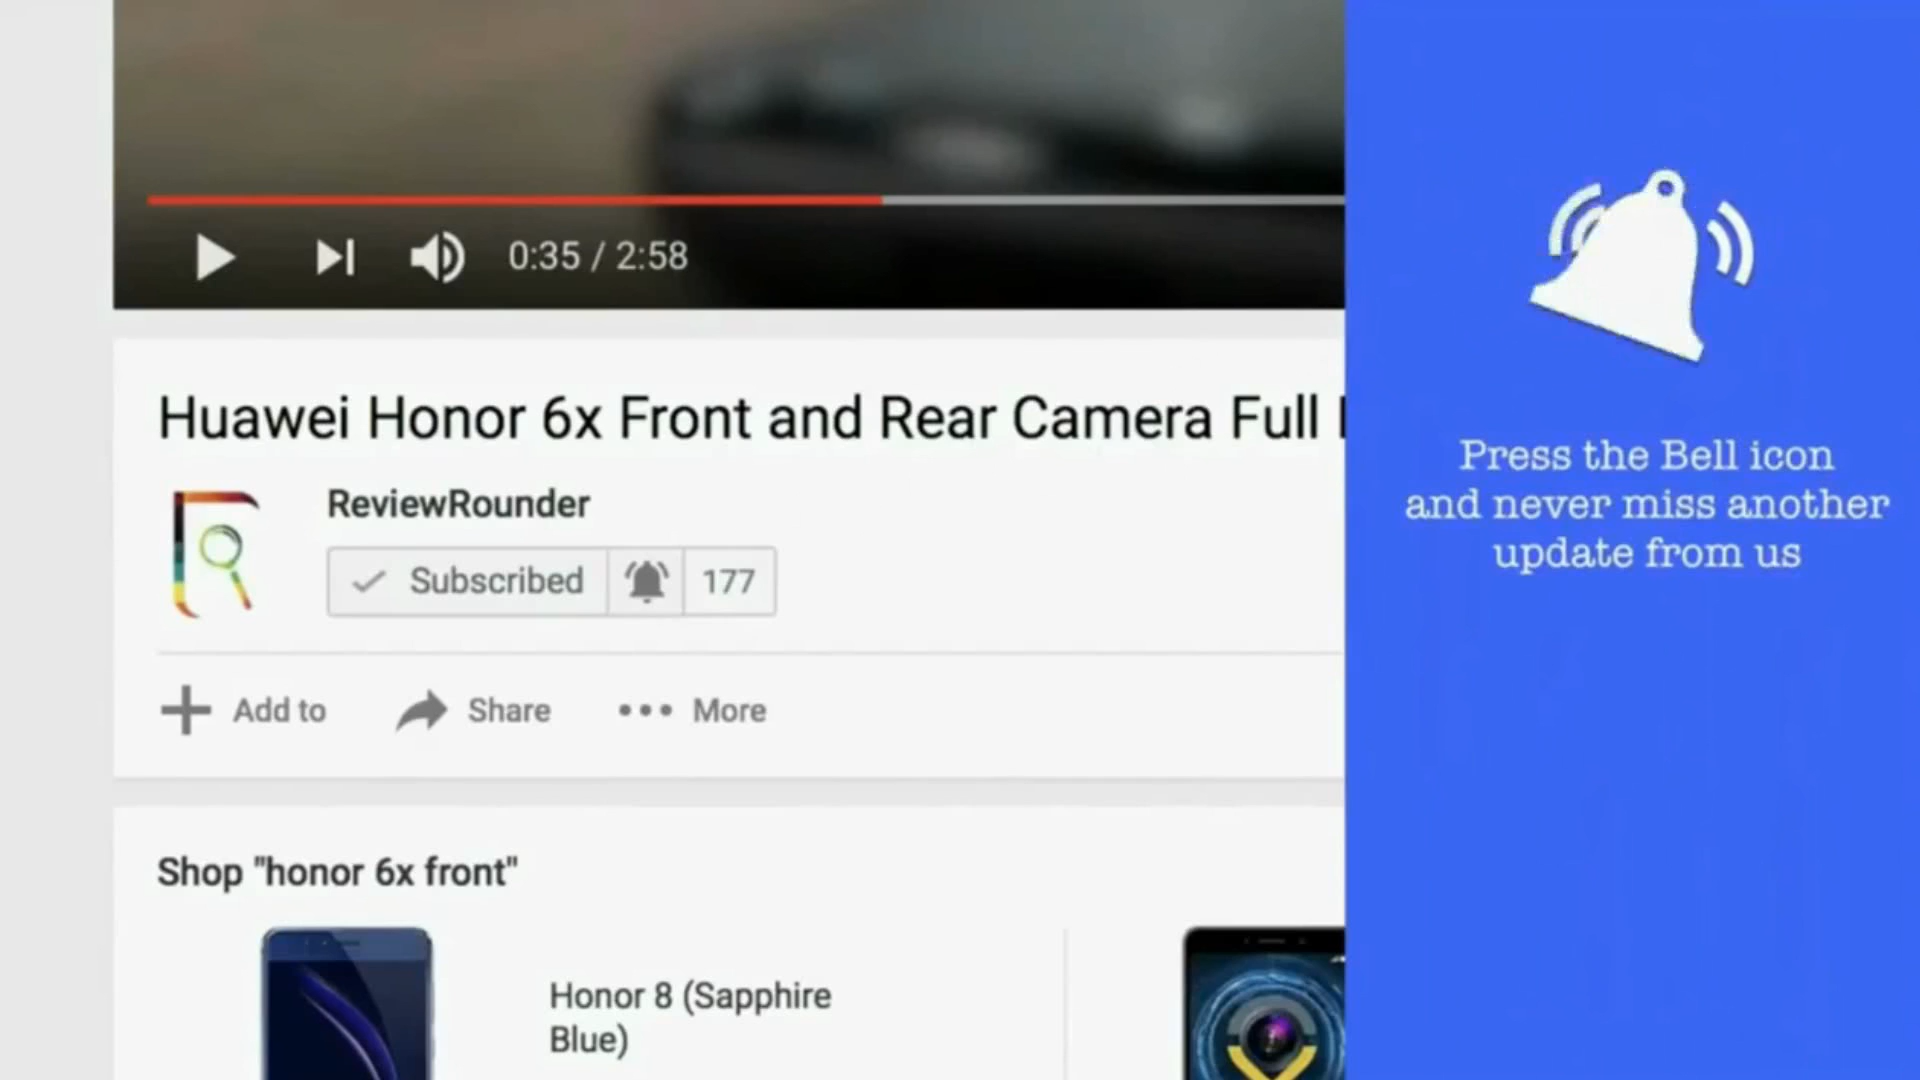 0:35 / 2:58
Huawei Honor 6x Front and Rear Camera Full
ReviewRounder
Subscribed
177
Add to
Share
More
Shop "honor 6x front"
Honor 8 (Sapphire
Blue)
Press the Bell icon
and never miss another
update from us